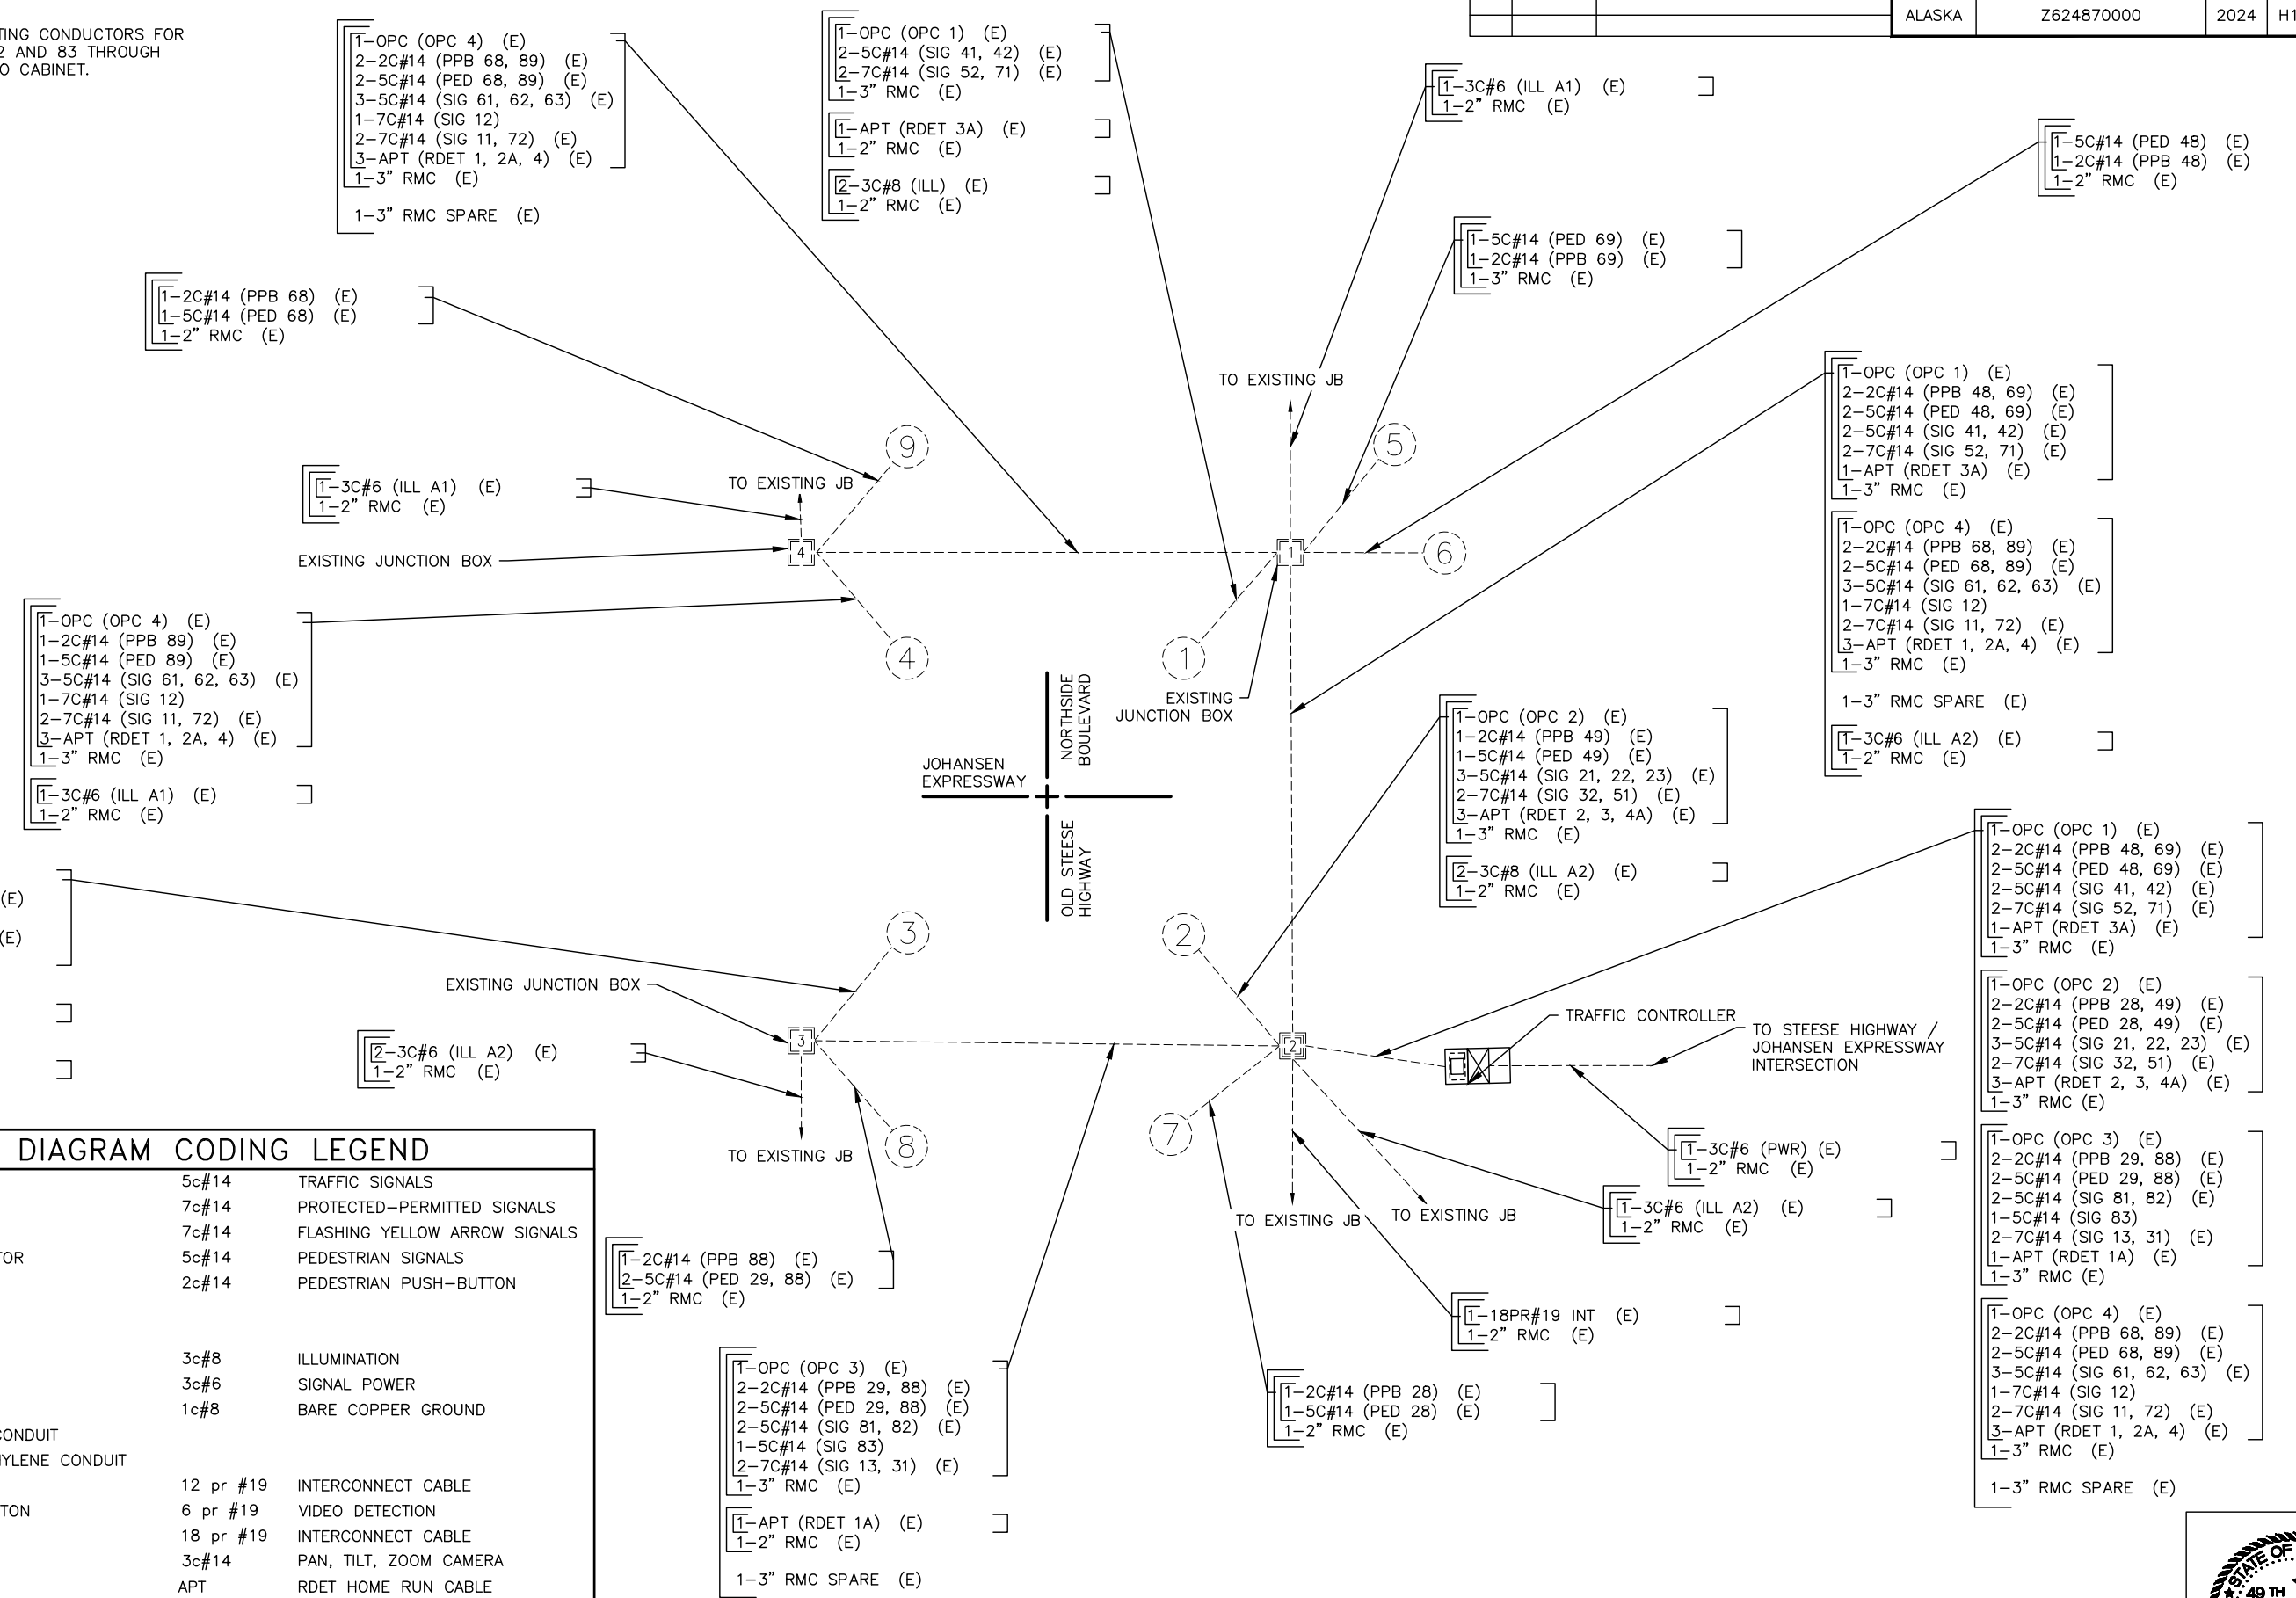 TING CONDUCTORS FOR
2 AND 83 THROUGH
O CABINET.
1-OPC (OPC 4) (E)
2-2C#14 (PPB 68, 89) (E)
2-5C#14 (PED 68, 89) (E)
3-5C#14 (SIG 61, 62, 63) (E)
1-7C#14 (SIG 12)
2-7C#14 (SIG 11, 72) (E)
3-APT (RDET 1, 2A, 4) (E)
1-3" RMC (E)
1-3" RMC SPARE (E)
1-OPC (OPC 1) (E)
2-5C#14 (SIG 41, 42) (E)
2-7C#14 (SIG 52, 71) (E)
1-3" RMC (E)
1-APT (RDET 3A) (E)
1-2" RMC (E)
2-3C#8 (ILL) (E)
1-2" RMC (E)
ALASKA Z624870000 2024 H1
1-3C#6 (ILL A1) (E)
1-2" RMC (E)
1-5C#14 (PED 48) (E)
1-2C#14 (PPB 48) (E)
1-2" RMC (E)
1-5C#14 (PED 69) (E)
1-2C#14 (PPB 69) (E)
1-3" RMC (E)
1-2C#14 (PPB 68) (E)
1-5C#14 (PED 68) (E)
1-2" RMC (E)
TO EXISTING JB
1-OPC (OPC 1) (E)
2-2C#14 (PPB 48, 69) (E)
2-5C#14 (PED 48, 69) (E)
2-5C#14 (SIG 41, 42) (E)
2-7C#14 (SIG 52, 71) (E)
1-APT (RDET 3A) (E)
1-3" RMC (E)
1-OPC (OPC 4) (E)
2-2C#14 (PPB 68, 89) (E)
2-5C#14 (PED 68, 89) (E)
3-5C#14 (SIG 61, 62, 63) (E)
1-7C#14 (SIG 12)
2-7C#14 (SIG 11, 72) (E)
3-APT (RDET 1, 2A, 4) (E)
1-3" RMC (E)
1-3" RMC SPARE (E)
1-3C#6 (ILL A2) (E)
1-2" RMC (E)
9
5
1-3C#6 (ILL A1) (E)
1-2" RMC (E)
TO EXISTING JB
EXISTING JUNCTION BOX
4
1
6
1-OPC (OPC 4) (E)
1-2C#14 (PPB 89) (E)
1-5C#14 (PED 89) (E)
3-5C#14 (SIG 61, 62, 63) (E)
1-7C#14 (SIG 12)
2-7C#14 (SIG 11, 72) (E)
3-APT (RDET 1, 2A, 4) (E)
1-3" RMC (E)
1-3C#6 (ILL A1) (E)
1-2" RMC (E)
4
1
EXISTING
JUNCTION BOX
NORTHSIDE
BOULEVARD
JOHANSEN
EXPRESSWAY
OLD STEESE
HIGHWAY
1-OPC (OPC 2) (E)
1-2C#14 (PPB 49) (E)
1-5C#14 (PED 49) (E)
3-5C#14 (SIG 21, 22, 23) (E)
2-7C#14 (SIG 32, 51) (E)
3-APT (RDET 2, 3, 4A) (E)
1-3" RMC (E)
2-3C#8 (ILL A2) (E)
1-2" RMC (E)
(E)
(E)
3
2
EXISTING JUNCTION BOX
3
2
2-3C#6 (ILL A2) (E)
1-2" RMC (E)
TRAFFIC CONTROLLER
TO STEESE HIGHWAY /
JOHANSEN EXPRESSWAY
INTERSECTION
1-OPC (OPC 1) (E)
2-2C#14 (PPB 48, 69) (E)
2-5C#14 (PED 48, 69) (E)
2-5C#14 (SIG 41, 42) (E)
2-7C#14 (SIG 52, 71) (E)
1-APT (RDET 3A) (E)
1-3" RMC (E)
1-OPC (OPC 2) (E)
2-2C#14 (PPB 28, 49) (E)
2-5C#14 (PED 28, 49) (E)
3-5C#14 (SIG 21, 22, 23) (E)
2-7C#14 (SIG 32, 51) (E)
3-APT (RDET 2, 3, 4A) (E)
1-3" RMC (E)
1-OPC (OPC 3) (E)
2-2C#14 (PPB 29, 88) (E)
2-5C#14 (PED 29, 88) (E)
2-5C#14 (SIG 81, 82) (E)
1-5C#14 (SIG 83)
2-7C#14 (SIG 13, 31) (E)
1-APT (RDET 1A) (E)
1-3" RMC (E)
1-OPC (OPC 4) (E)
2-2C#14 (PPB 68, 89) (E)
2-5C#14 (PED 68, 89) (E)
3-5C#14 (SIG 61, 62, 63) (E)
1-7C#14 (SIG 12)
2-7C#14 (SIG 11, 72) (E)
3-APT (RDET 1, 2A, 4) (E)
1-3" RMC (E)
1-3" RMC SPARE (E)
TO EXISTING JB
8
7
TO EXISTING JB
TO EXISTING JB
1-3C#6 (PWR) (E)
1-2" RMC (E)
1-3C#6 (ILL A2) (E)
1-2" RMC (E)
1-18PR#19 INT (E)
1-2" RMC (E)
1-2C#14 (PPB 28) (E)
1-5C#14 (PED 28) (E)
1-2" RMC (E)
1-2C#14 (PPB 88) (E)
2-5C#14 (PED 29, 88) (E)
1-2" RMC (E)
1-OPC (OPC 3) (E)
2-2C#14 (PPB 29, 88) (E)
2-5C#14 (PED 29, 88) (E)
2-5C#14 (SIG 81, 82) (E)
1-5C#14 (SIG 83)
2-7C#14 (SIG 13, 31) (E)
1-3" RMC (E)
1-APT (RDET 1A) (E)
1-2" RMC (E)
1-3" RMC SPARE (E)
DIAGRAM CODING LEGEND
5c#14 TRAFFIC SIGNALS
7c#14 PROTECTED-PERMITTED SIGNALS
7c#14 FLASHING YELLOW ARROW SIGNALS
TOR 5c#14 PEDESTRIAN SIGNALS
2c#14 PEDESTRIAN PUSH-BUTTON
3c#8 ILLUMINATION
3c#6 SIGNAL POWER
1c#8 BARE COPPER GROUND
CONDUIT
HYLENE CONDUIT
12 pr #19 INTERCONNECT CABLE
TON 6 pr #19 VIDEO DETECTION
18 pr #19 INTERCONNECT CABLE
3c#14 PAN, TILT, ZOOM CAMERA
APT RDET HOME RUN CABLE
STATE OF
49 TH